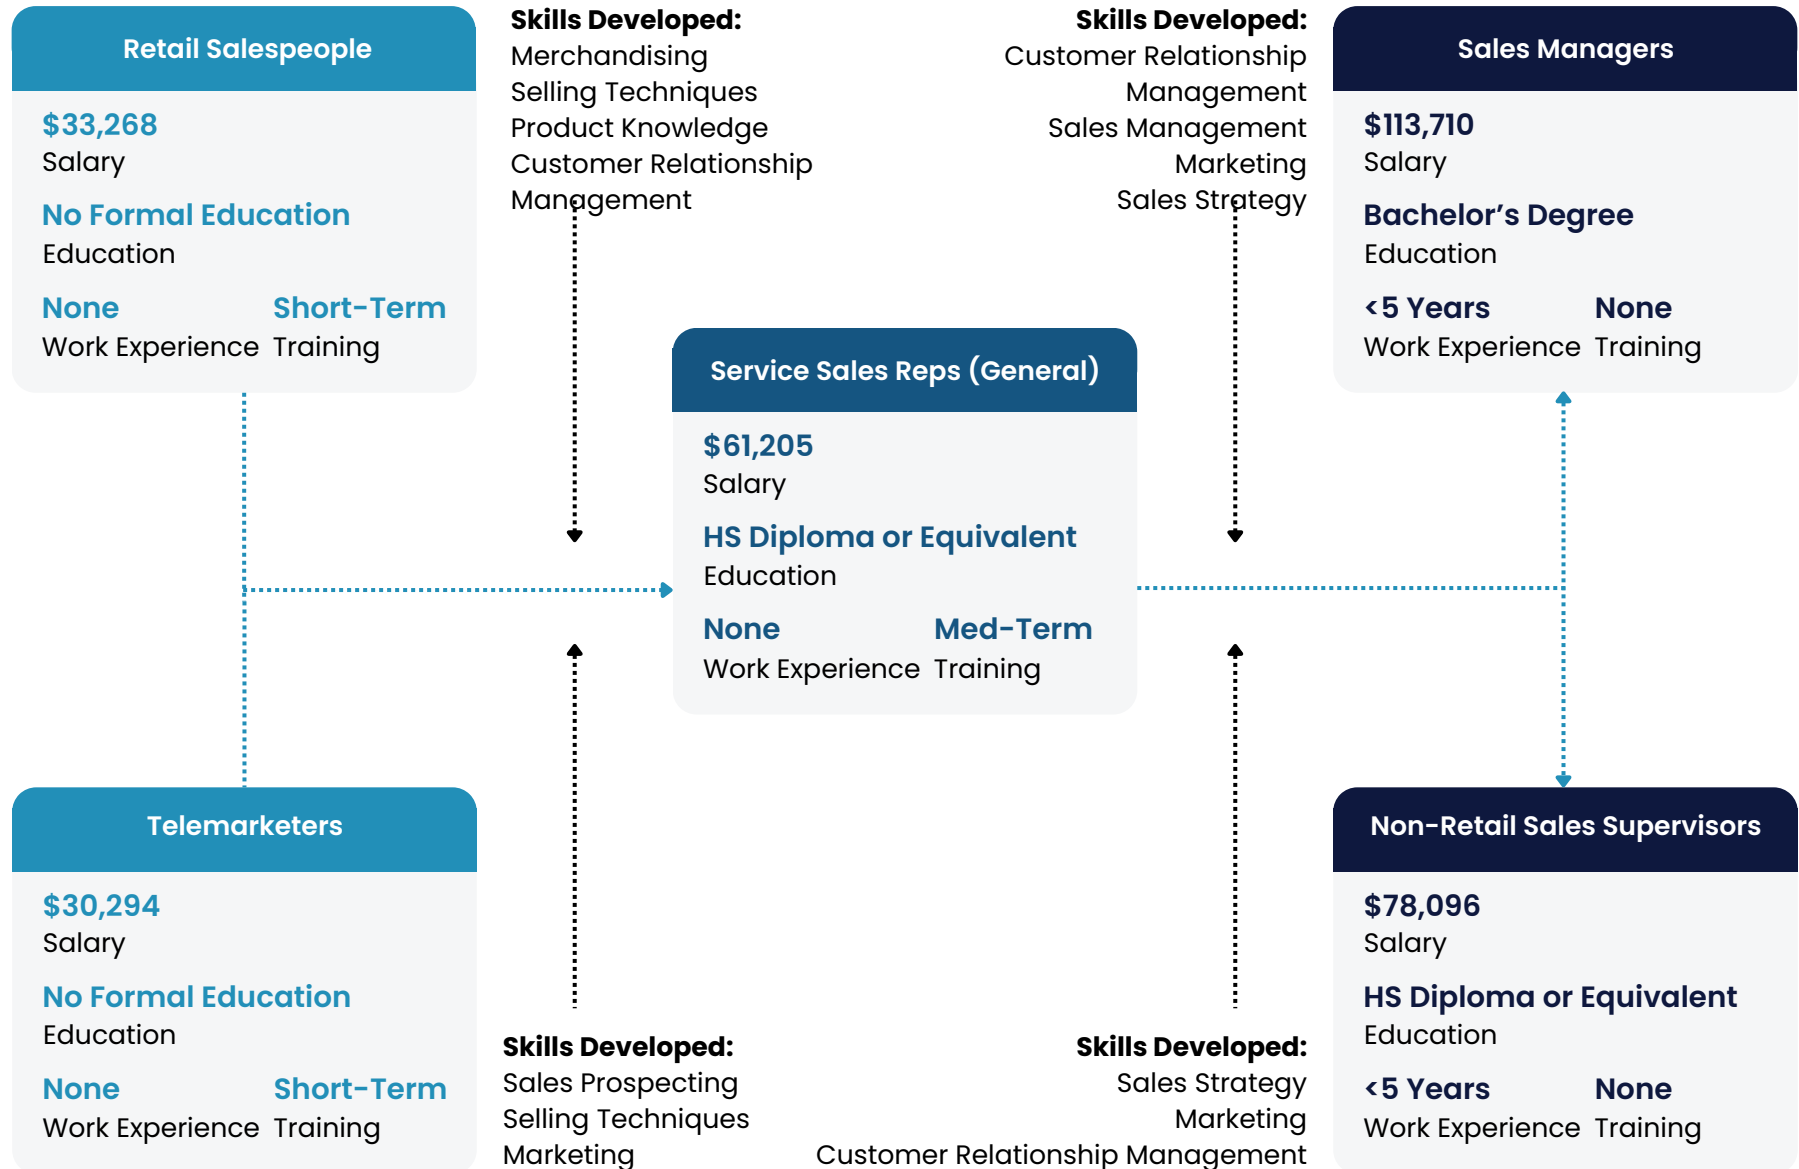 Retail Salespeople
$33,268
Salary
No Formal Education
Education
None Short-Term
Work Experience Training
Skills Developed:
Merchandising
Selling Techniques
Product Knowledge
Customer Relationship
Management
Skills Developed:
Customer Relationship
Management
Sales Management
Marketing
Sales Strategy
Sales Managers
$113,710
Salary
Bachelor’s Degree
Education
<5 Years None
Work Experience Training
Service Sales Reps (General)
$61,205
Salary
HS Diploma or Equivalent
Education
None Med-Term
Work Experience Training
Telemarketers
$30,294
Salary
No Formal Education
Education
None Short-Term
Work Experience Training
Skills Developed:
Sales Prospecting
Selling Techniques
Marketing
Skills Developed:
Sales Strategy
Marketing
Customer Relationship Management
Non-Retail Sales Supervisors
$78,096
Salary
HS Diploma or Equivalent
Education
<5 Years None
Work Experience Training